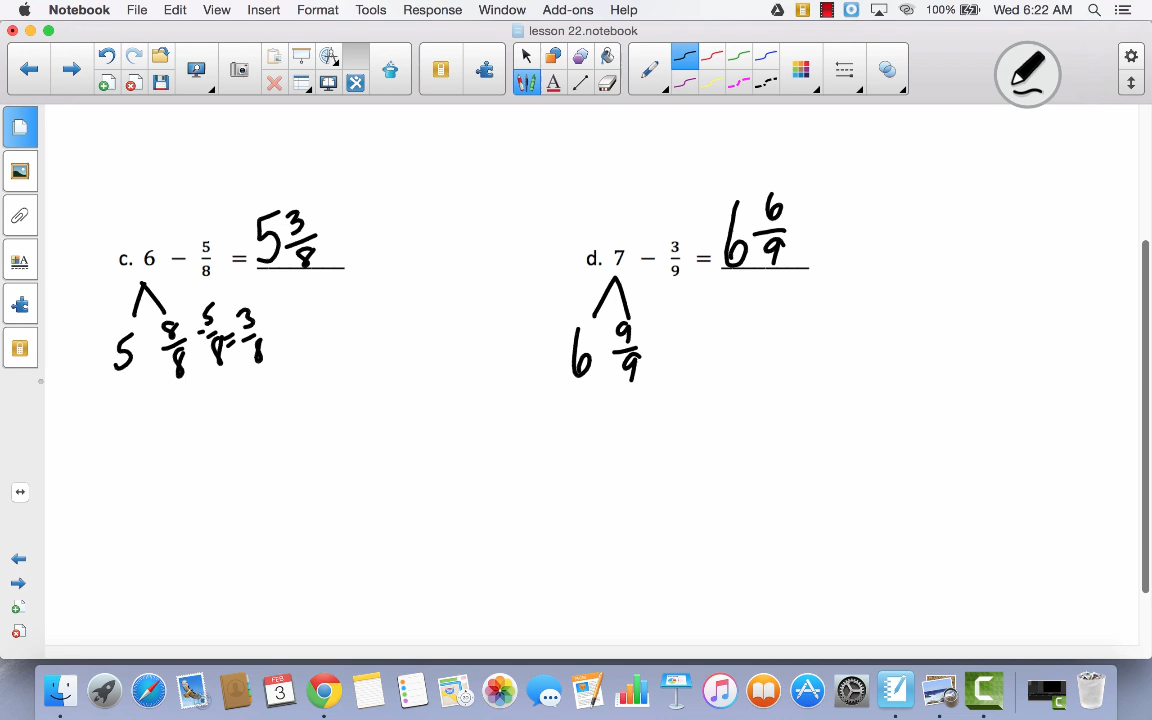 Notebook File Edit View Insert Format Tools Response Window Add-ons Help 100% Wed 6:22 AM
lesson 22.notebook
c. 6 − 5/8 = 5 3/8
d. 7 − 3/9 = 6 6/9
5 8/8 - 5/8 = 3/8
6 9/9
FEB 3